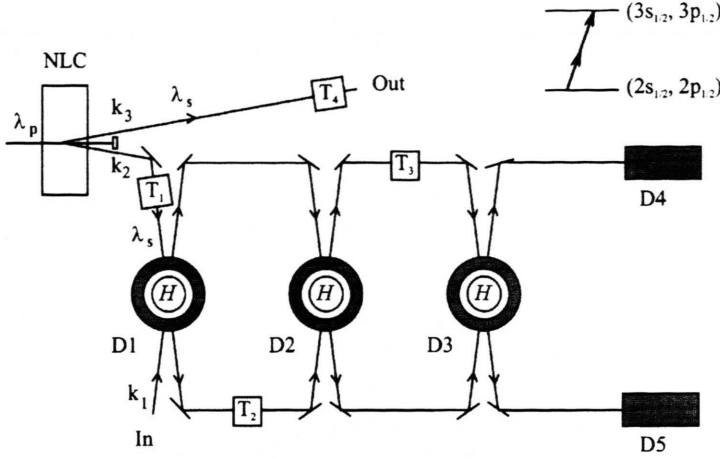 (3s1/2, 3p1/2)
NLC
λs
Out
T4
k3
(2s1/2, 2p1/2)
λp
k2
T1
T3
D4
λs
H
H
H
D1
D2
D3
k1
T2
In
D5